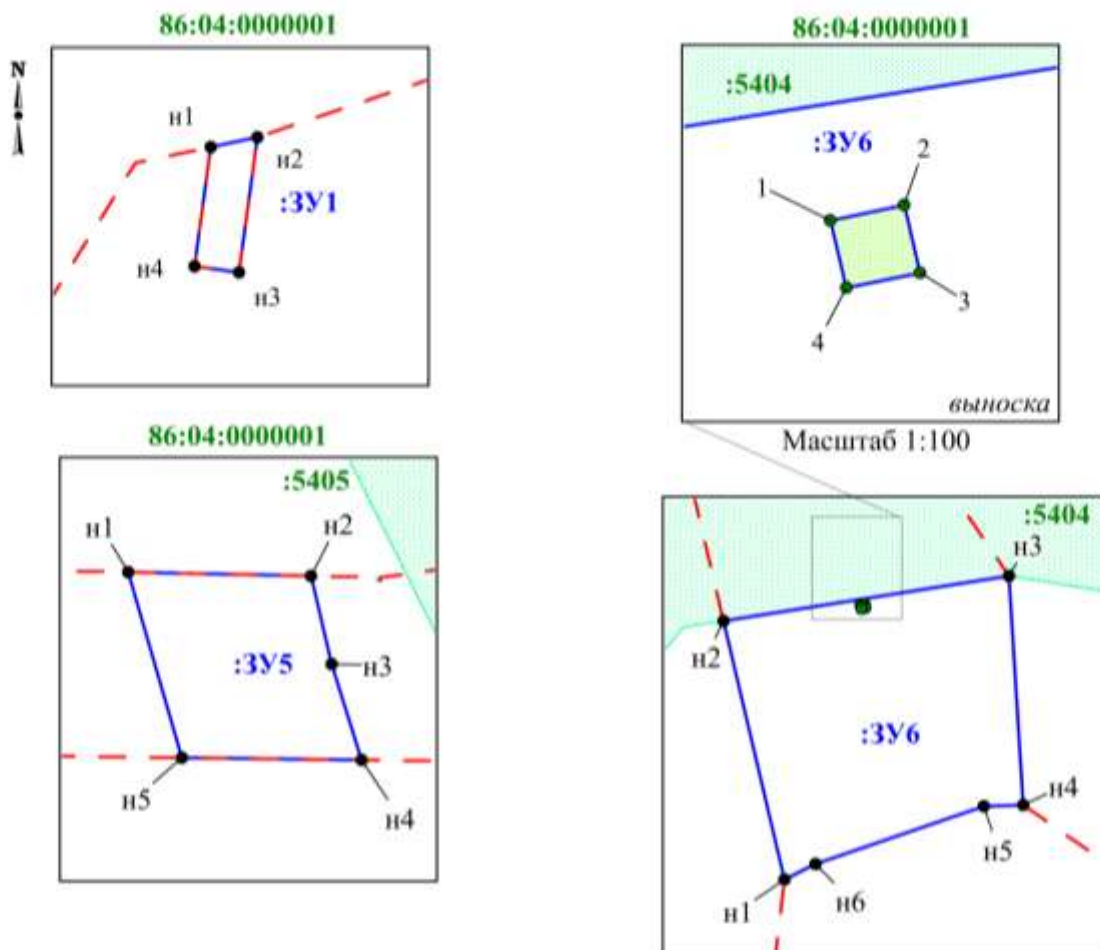 86:04:0000001
N
н1
н2
:ЗУ1
н4
н3
86:04:0000001
:5404
:ЗУ6
2
1
3
4
выноска
Масштаб 1:100
86:04:0000001
:5405
н1
н2
:ЗУ5
н3
н5
н4
:5404
н3
н2
:ЗУ6
н4
н5
н1
н6